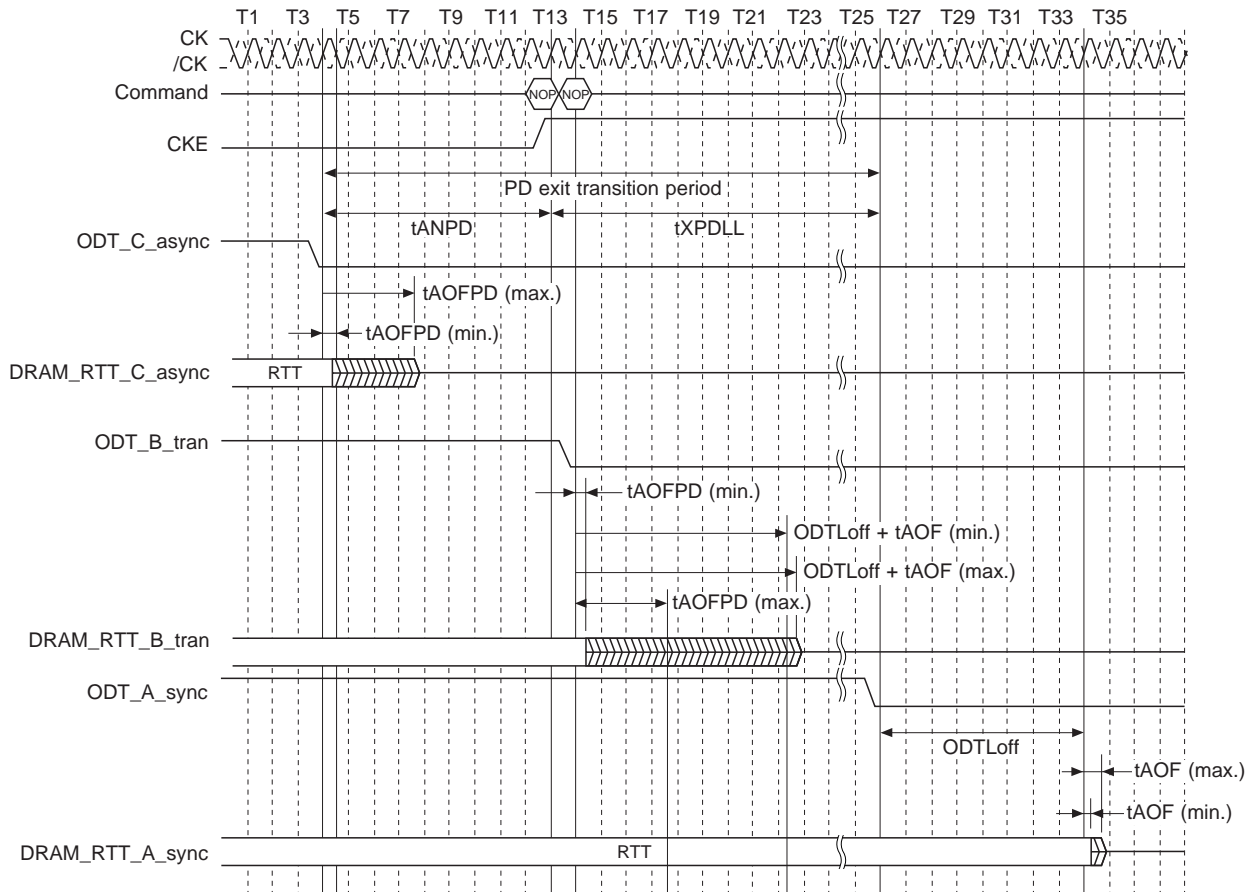 T1 T3 T5 T7 T9 T11 T13 T15 T17 T19 T21 T23 T25 T27 T29 T31 T33 T35
CK
/CK
Command NOP NOP
CKE
PD exit transition period
tANPD tXPDLL
ODT_C_async
tAOFPD (max.)
tAOFPD (min.)
DRAM_RTT_C_async RTT
ODT_B_tran
tAOFPD (min.)
ODTLoff + tAOF (min.)
ODTLoff + tAOF (max.)
tAOFPD (max.)
DRAM_RTT_B_tran
ODT_A_sync
ODTLoff
tAOF (max.)
tAOF (min.)
DRAM_RTT_A_sync RTT